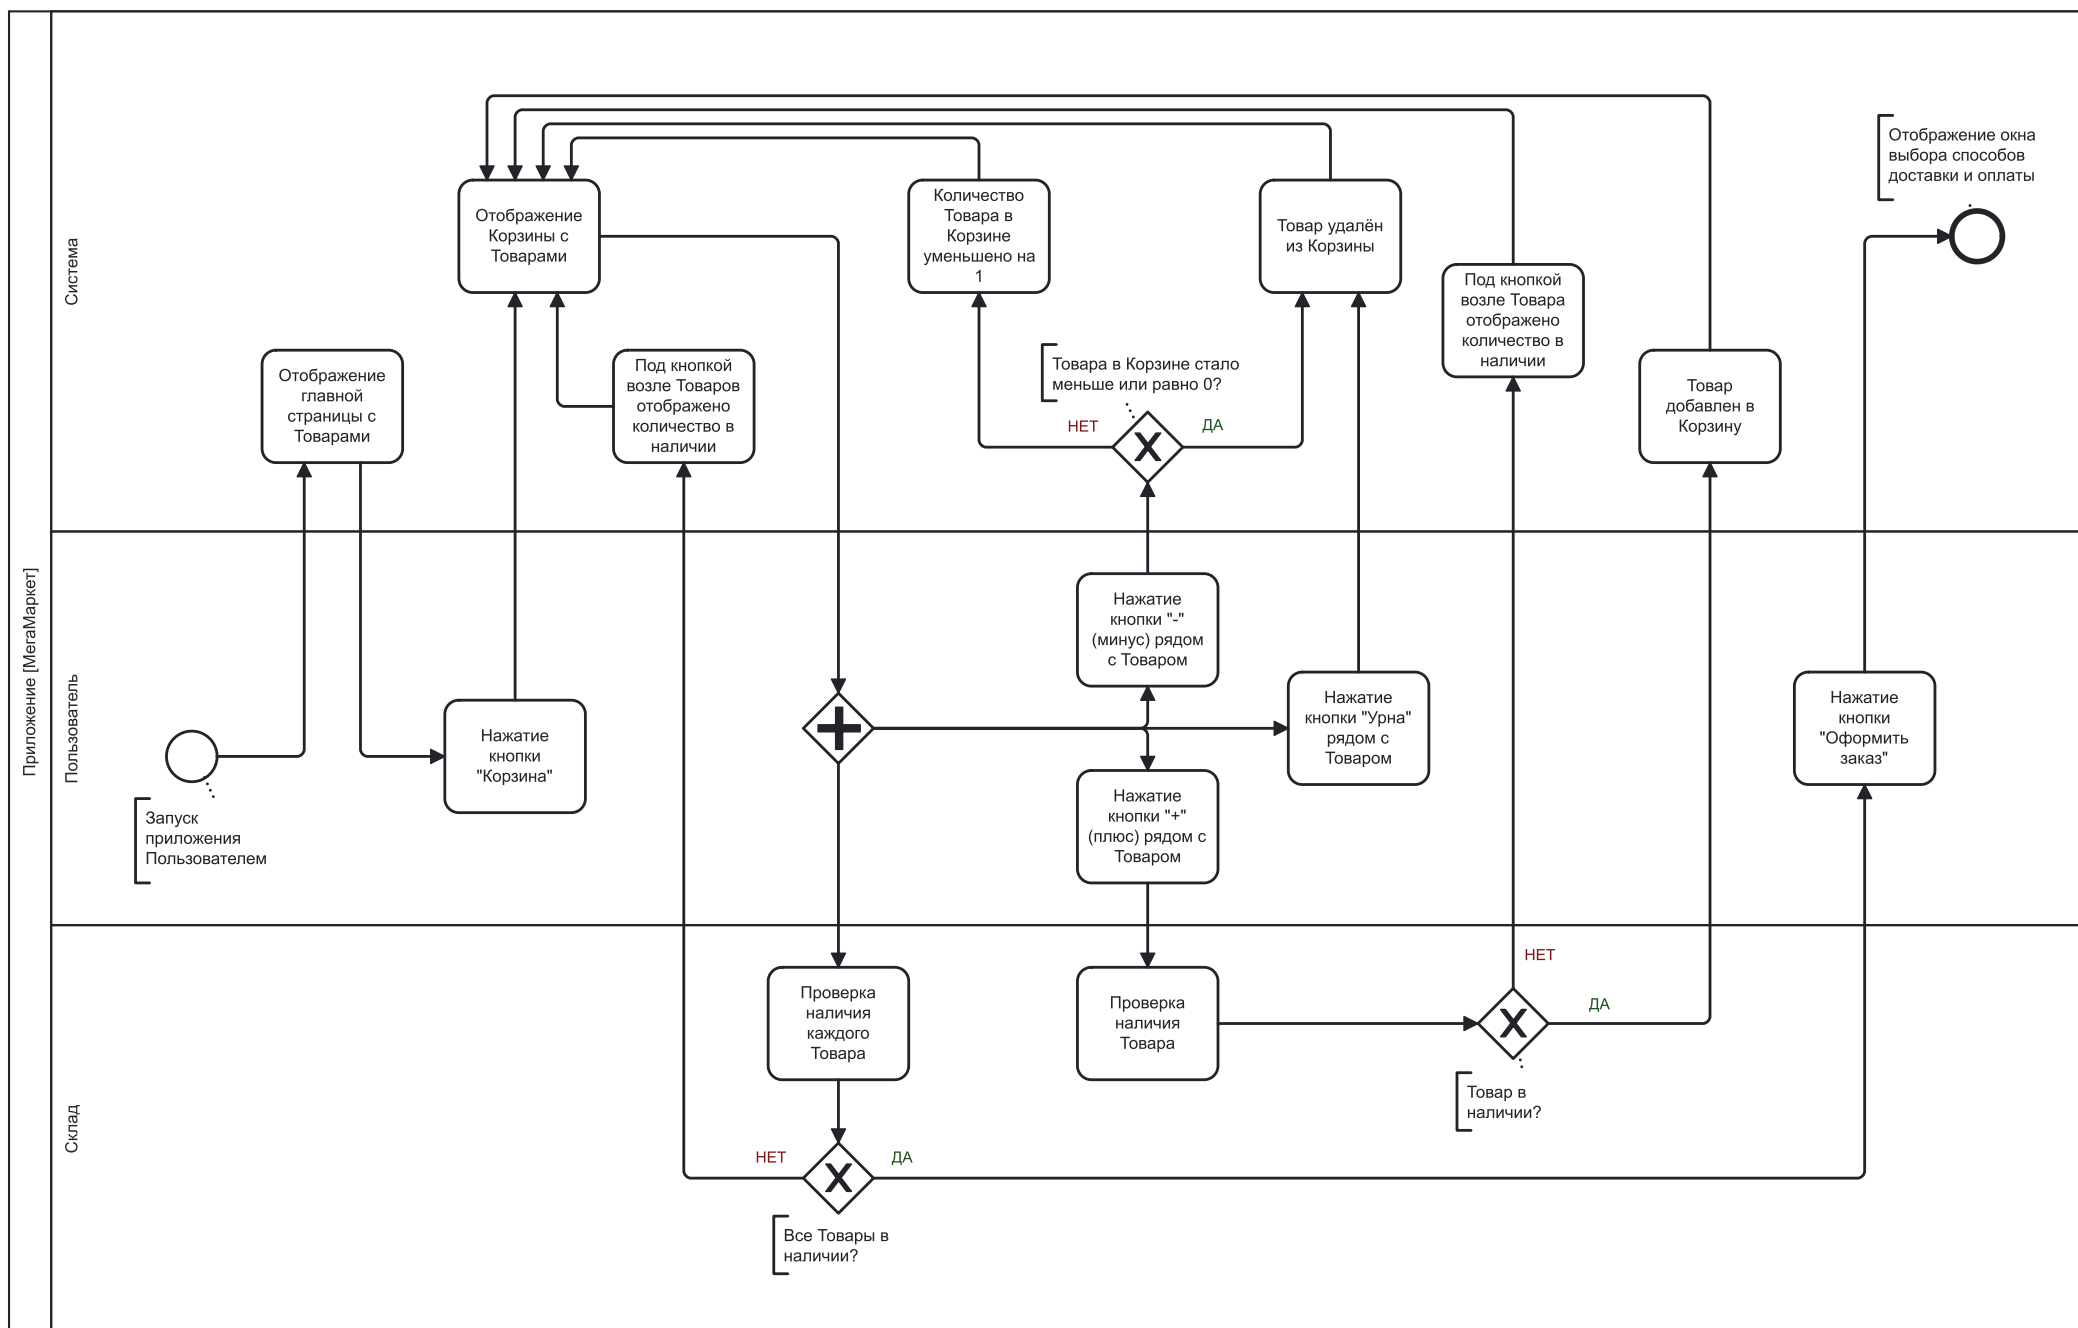 Приложение [МегаМаркет]
Система
Отображение окна
выбора способов
доставки и оплаты
Отображение
Корзины с
Товарами
Количество
Товара в
Корзине
уменьшено на
1
Товар удалён
из Корзины
Под кнопкой
возле Товара
отображено
количество в
наличии
Отображение
главной
страницы с
Товарами
Под кнопкой
возле Товаров
отображено
количество в
наличии
Товара в Корзине стало
меньше или равно 0?
НЕТ
ДА
Товар
добавлен в
Корзину
Пользователь
Нажатие
кнопки "-"
(минус) рядом
с Товаром
Нажатие
кнопки
"Корзина"
Нажатие
кнопки "Урна"
рядом с
Товаром
Нажатие
кнопки
"Оформить
заказ"
Запуск
приложения
Пользователем
Нажатие
кнопки "+"
(плюс) рядом с
Товаром
Склад
Проверка
наличия
каждого
Товара
Проверка
наличия
Товара
НЕТ
ДА
Товар в
наличии?
НЕТ
ДА
Все Товары в
наличии?